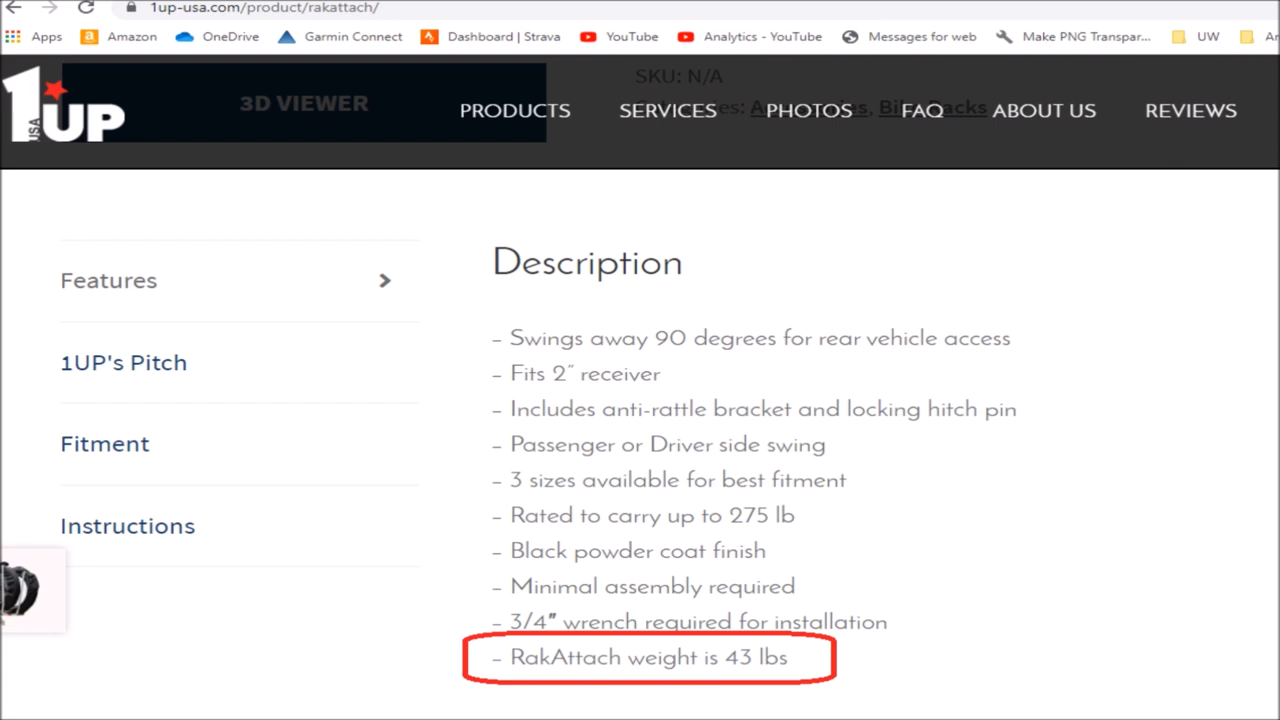 1up-usa.com/product/rakattach/
Apps Amazon OneDrive Garmin Connect Dashboard | Strava YouTube Analytics - YouTube Messages for web Make PNG Transpar... UW
1 USA UP
3D VIEWER
SKU: N/A
PRODUCTS SERVICES PHOTOS FAQ ABOUT US REVIEWS
Features
1UP's Pitch
Fitment
Instructions
Description
– Swings away 90 degrees for rear vehicle access
– Fits 2” receiver
– Includes anti-rattle bracket and locking hitch pin
– Passenger or Driver side swing
– 3 sizes available for best fitment
– Rated to carry up to 275 lb
– Black powder coat finish
– Minimal assembly required
– 3/4″ wrench required for installation
– RakAttach weight is 43 lbs